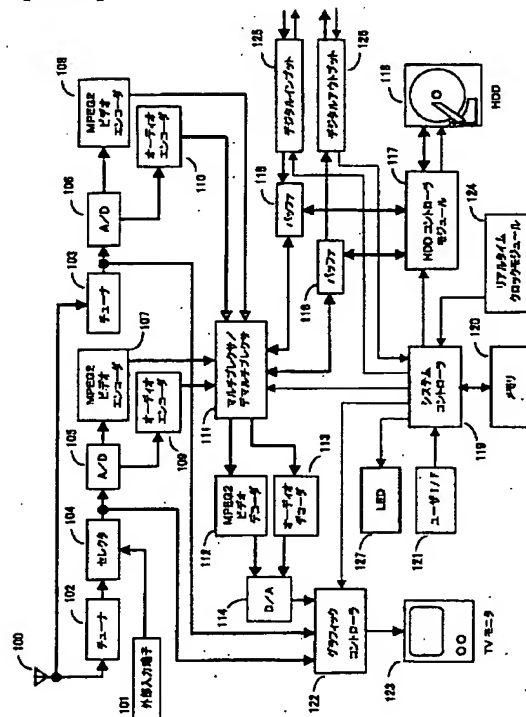 100
チューナ
102
外部入力端子
101
セレクタ
104
A/D
105
MPEG2
ビデオ
エンコーダ
107
オーディオ
エンコーダ
109
チューナ
103
A/D
106
MPEG2
ビデオ
エンコーダ
108
オーディオ
エンコーダ
110
マルチプレクサ/
デマルチプレクサ
111
MPEG2
ビデオ
デコーダ
112
オーディオ
デコーダ
113
D/A
114
グラフィック
コントローラ
122
TV モニタ
123
デジタルインプット
125
デジタルアウトプット
126
バッファ
115
バッファ
116
HDD コントローラ
モジュール
117
HDD
118
システム
コントローラ
119
メモリ
120
ユーザ I/F
121
LED
127
リアルタイム
クロックモジュール
124